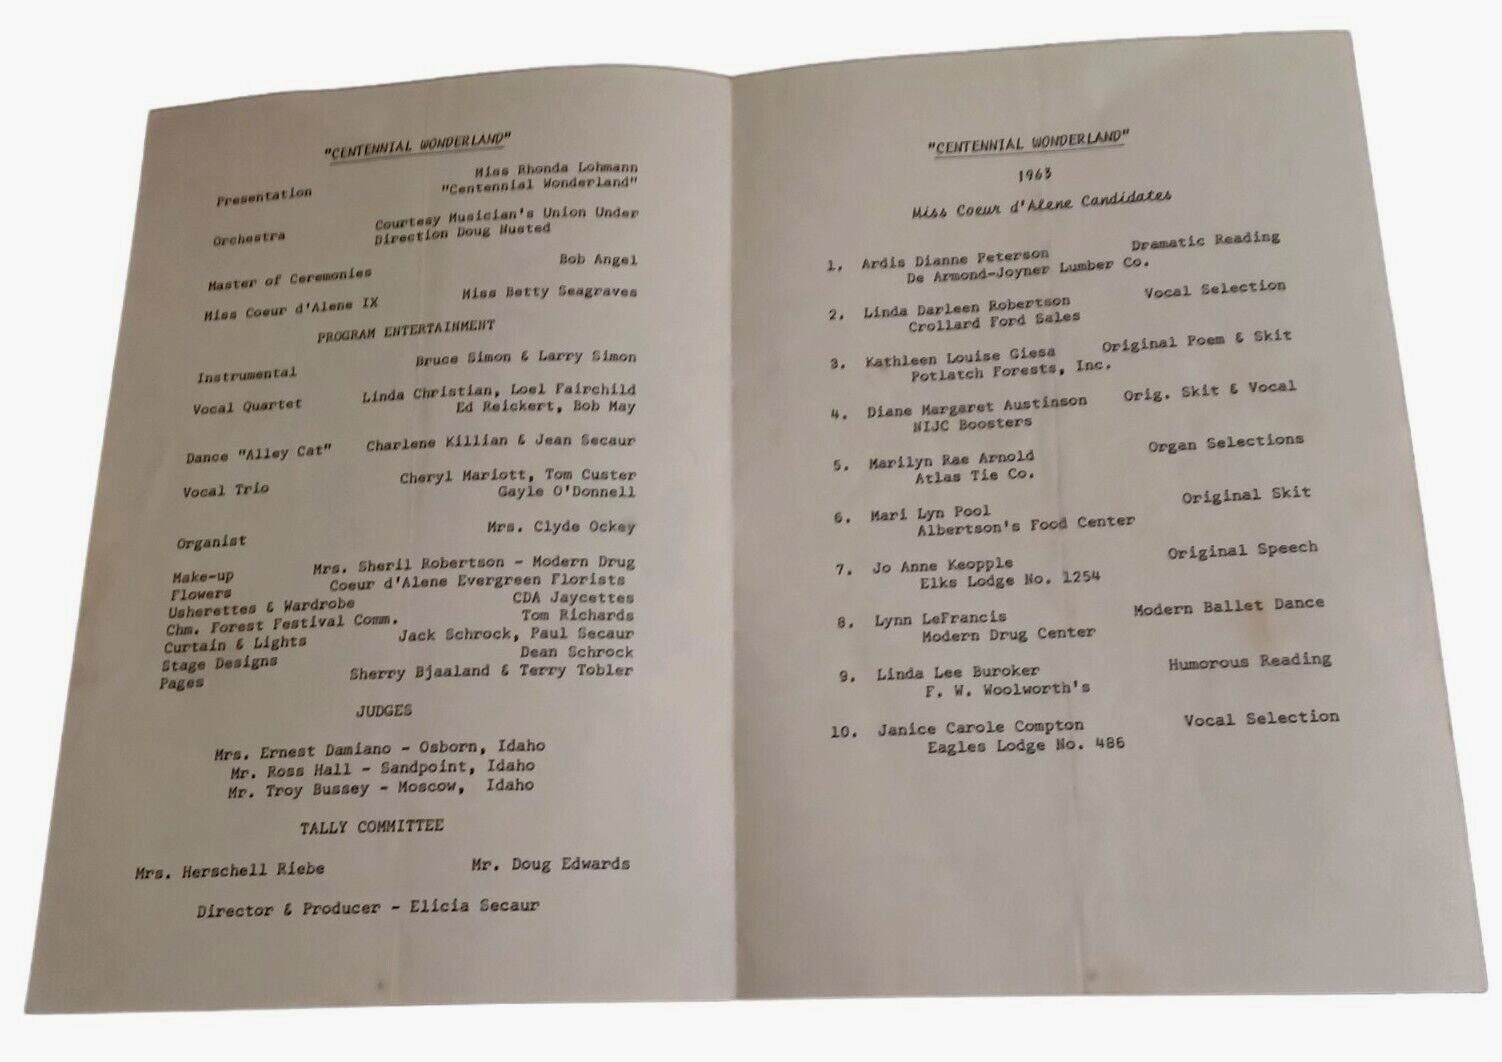 "CENTENNIAL WONDERLAND"
Presentation Miss Rhonda Lohmann
"Centennial Wonderland"
Orchestra Courtesy Musician's Union Under
Direction Doug Husted
Master of Ceremonies Bob Angel
Miss Coeur d'Alene IX Miss Betty Seagraves
PROGRAM ENTERTAINMENT
Instrumental Bruce Simon & Larry Simon
Vocal Quartet Linda Christian, Loel Fairchild
Ed Reickert, Bob May
Dance "Alley Cat" Charlene Killian & Jean Secaur
Vocal Trio Cheryl Mariott, Tom Custer
Gayle O'Donnell
Organist Mrs. Clyde Ockey
Make-up Mrs. Sheril Robertson - Modern Drug
Flowers Coeur d'Alene Evergreen Florists
Usherettes & Wardrobe CDA Jaycettes
Chm. Forest Festival Comm. Tom Richards
Curtain & Lights Jack Schrock, Paul Secaur
Stage Designs Dean Schrock
Pages Sherry Bjaaland & Terry Tobler
JUDGES
Mrs. Ernest Damiano - Osborn, Idaho
Mr. Ross Hall - Sandpoint, Idaho
Mr. Troy Bussey - Moscow, Idaho
TALLY COMMITTEE
Mrs. Herschell Riebe Mr. Doug Edwards
Director & Producer - Elicia Secaur
"CENTENNIAL WONDERLAND"
1963
Miss Coeur d'Alene Candidates
1. Ardis Dianne Peterson Dramatic Reading
De Armond-Joyner Lumber Co.
2. Linda Darleen Robertson Vocal Selection
Crollard Ford Sales
3. Kathleen Louise Giesa Original Poem & Skit
Potlatch Forests, Inc.
4. Diane Margaret Austinson Orig. Skit & Vocal
NIJC Boosters
5. Marilyn Rae Arnold Organ Selections
Atlas Tie Co.
6. Mari Lyn Pool Original Skit
Albertson's Food Center
7. Jo Anne Keopple Original Speech
Elks Lodge No. 1254
8. Lynn LeFrancis Modern Ballet Dance
Modern Drug Center
9. Linda Lee Buroker Humorous Reading
F. W. Woolworth's
10. Janice Carole Compton Vocal Selection
Eagles Lodge No. 486